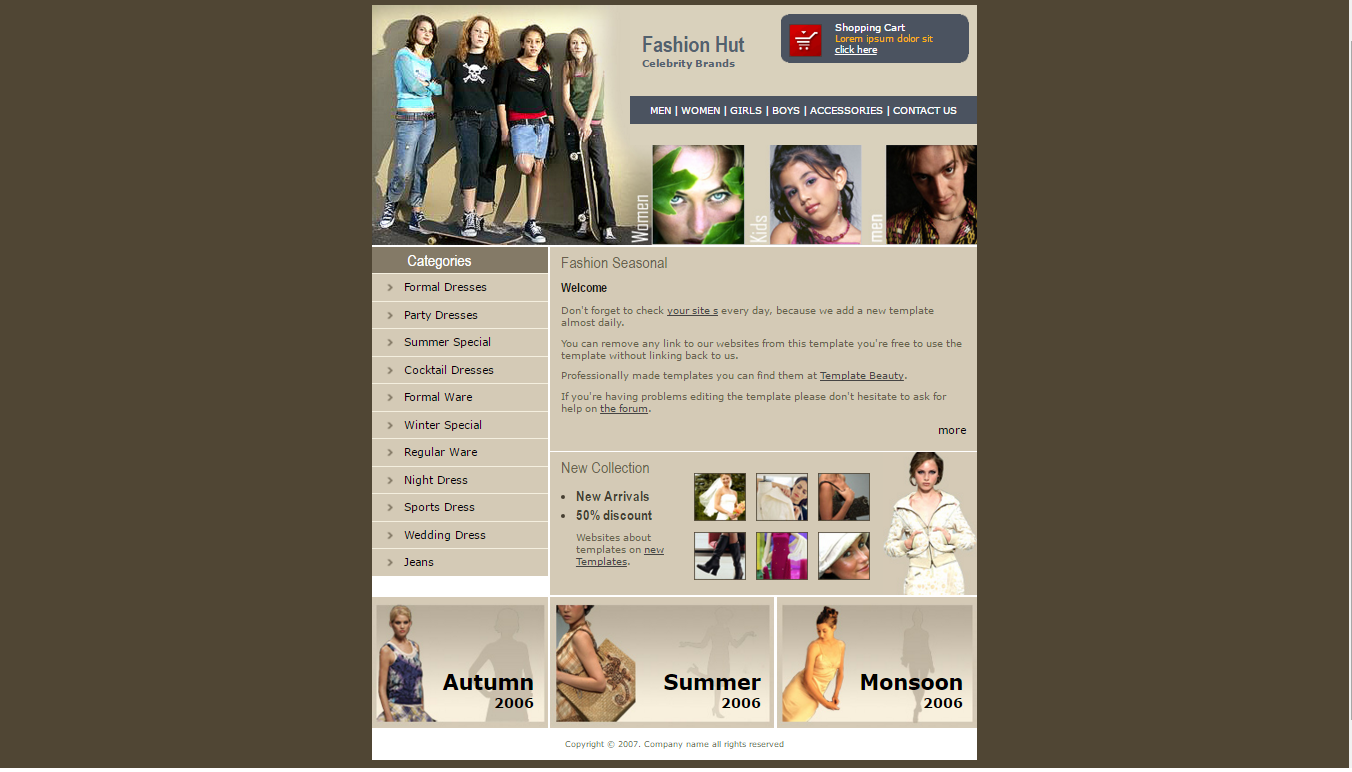 Fashion Hut
Celebrity Brands
Shopping Cart
Lorem ipsum dolor sit
click here
MEN | WOMEN | GIRLS | BOYS | ACCESSORIES | CONTACT US
Women
Kids
men
Categories
Formal Dresses
Party Dresses
Summer Special
Cocktail Dresses
Formal Ware
Winter Special
Regular Ware
Night Dress
Sports Dress
Wedding Dress
Jeans
Fashion Seasonal
Welcome
Don't forget to check your site s every day, because we add a new template
almost daily.
You can remove any link to our websites from this template you're free to use the
template without linking back to us.
Professionally made templates you can find them at Template Beauty.
If you're having problems editing the template please don't hesitate to ask for
help on the forum.
more
New Collection
• New Arrivals
• 50% discount
Websites about
templates on new
Templates.
Autumn
2006
Summer
2006
Monsoon
2006
Copyright © 2007. Company name all rights reserved